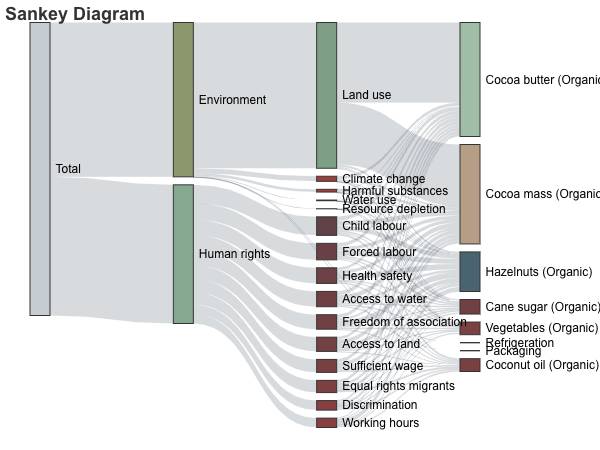 Sankey Diagram
Total
Environment
Human rights
Land use
Climate change
Harmful substances
Water use
Resource depletion
Child labour
Forced labour
Health safety
Access to water
Freedom of association
Access to land
Sufficient wage
Equal rights migrants
Discrimination
Working hours
Cocoa butter (Organic
Cocoa mass (Organic
Hazelnuts (Organic)
Cane sugar (Organic)
Vegetables (Organic)
Refrigeration
Packaging
Coconut oil (Organic)